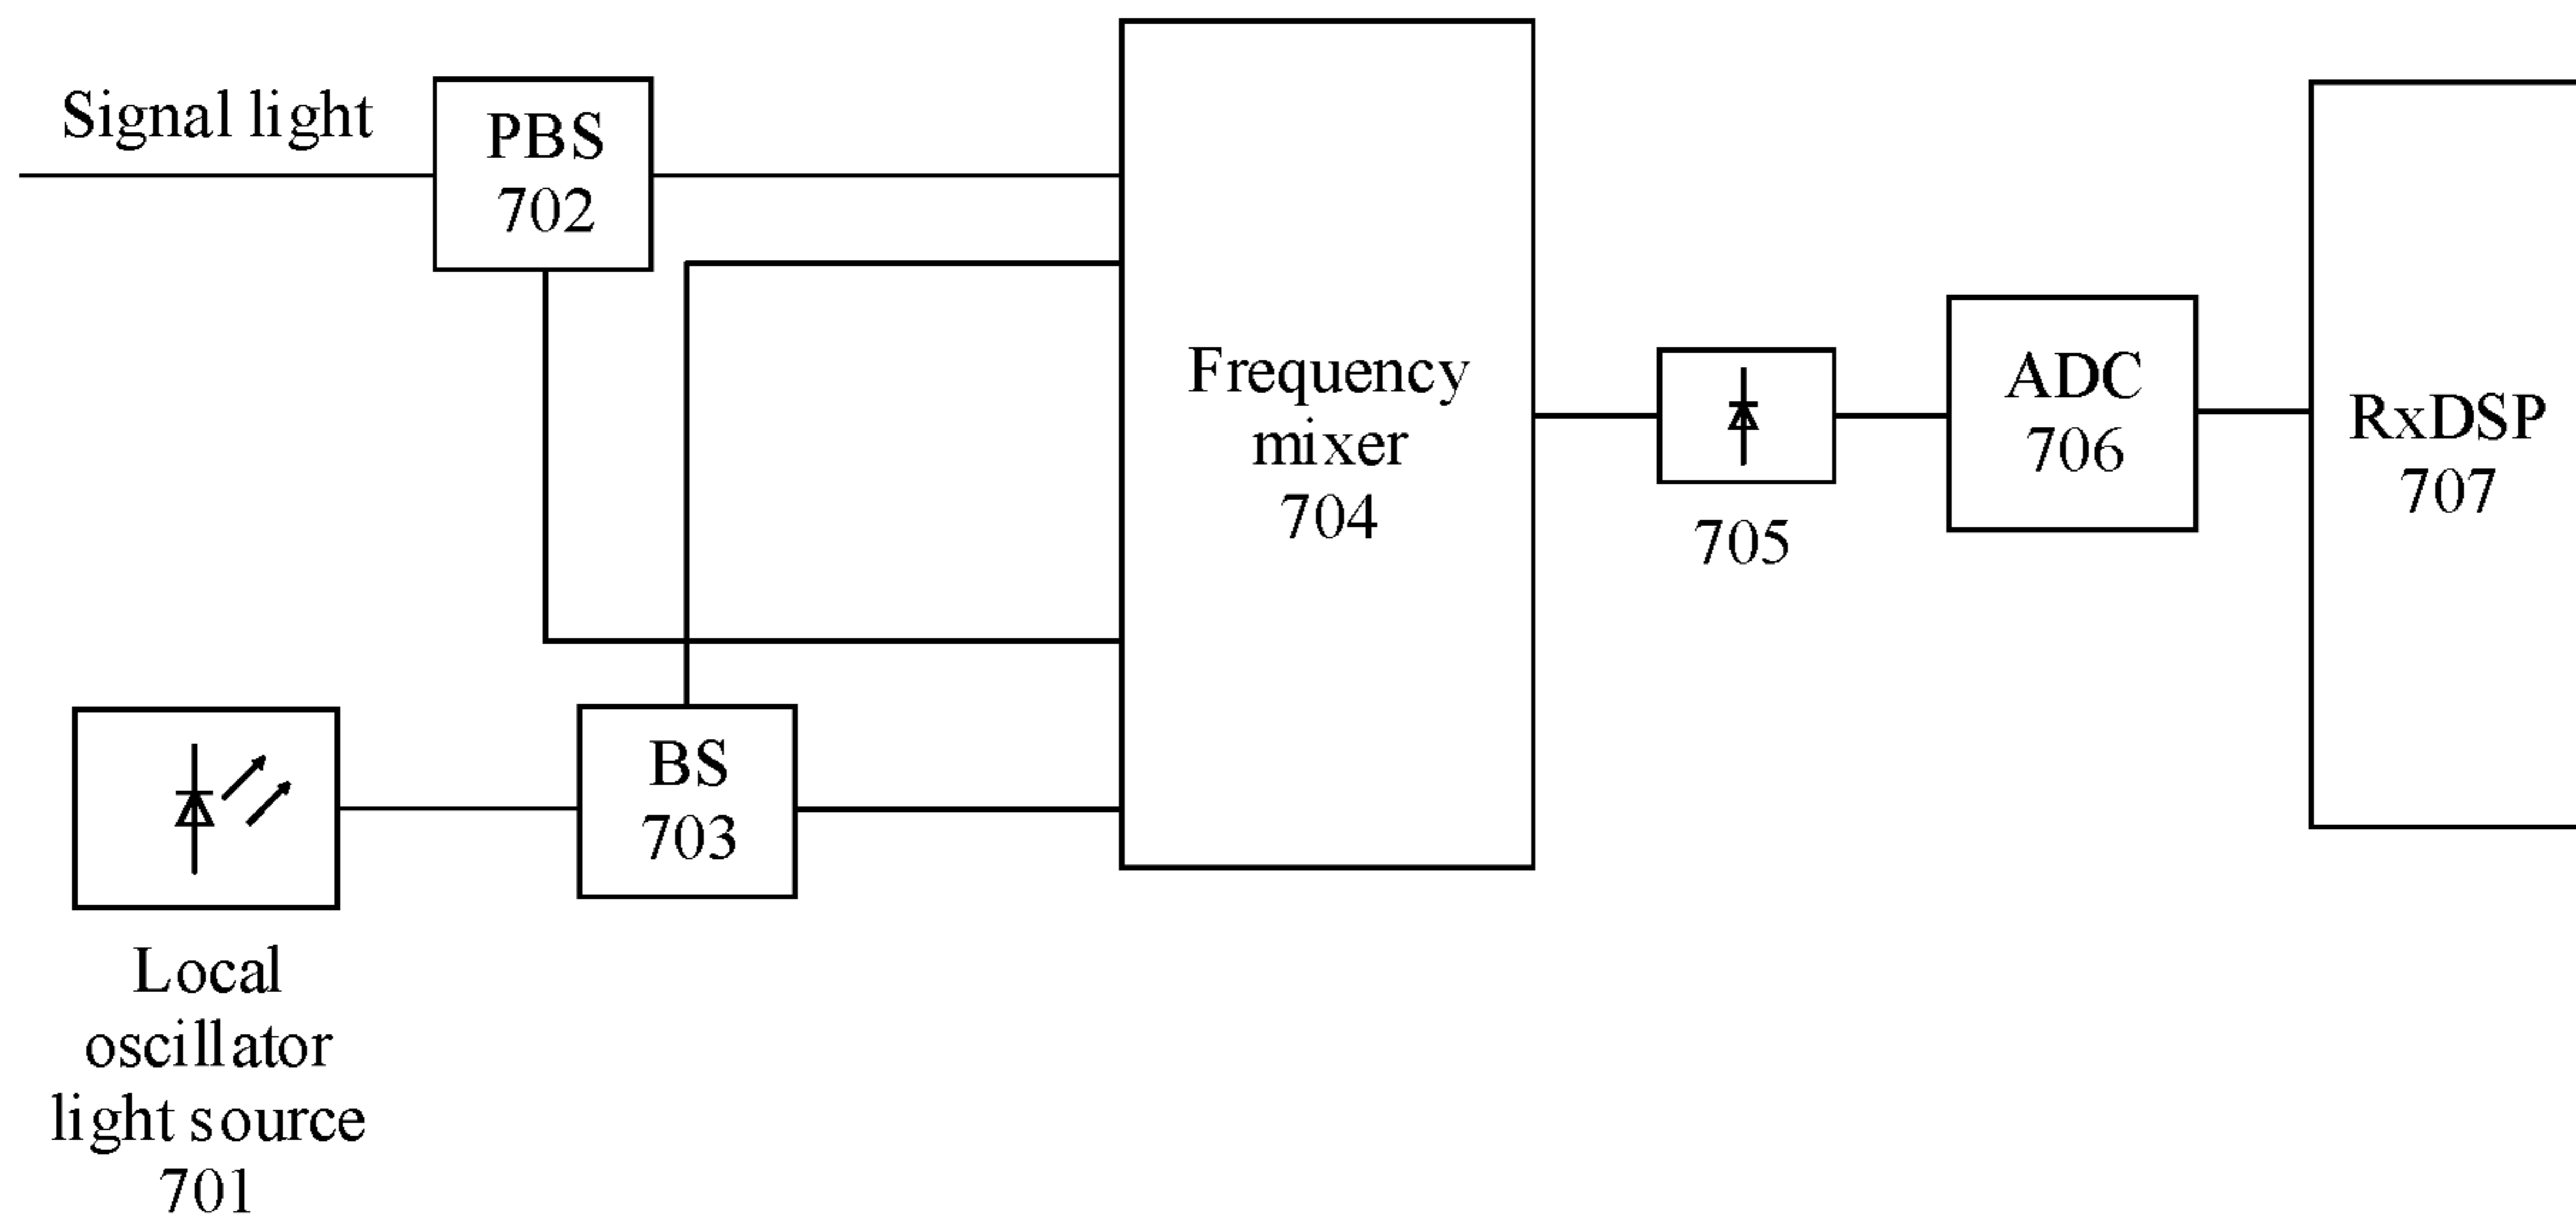 Signal light
PBS
702
Frequency
mixer
704
705
ADC
706
RxDSP
707
BS
703
Local
oscillator
light source
701